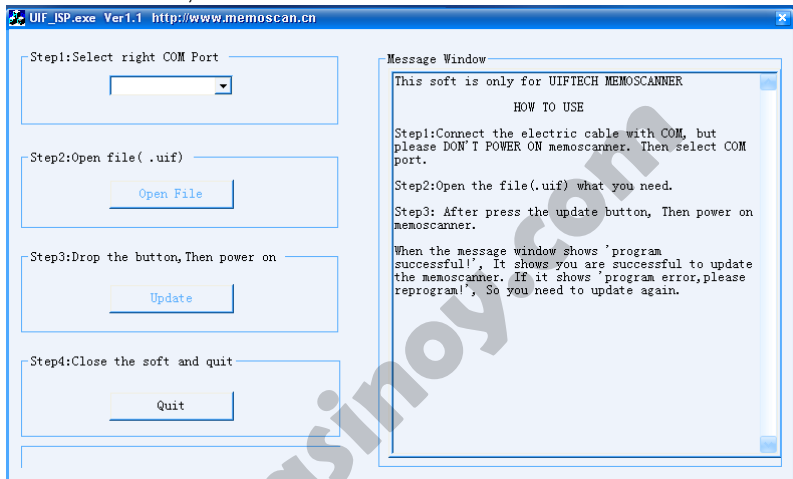 UIF_ISP.exe Ver1.1 http://www.memoscan.cn
Step1:Select right COM Port
Step2:Open file( .uif)
Open File
Step3:Drop the button,Then power on
Update
Step4:Close the soft and quit
Quit
Message Window
This soft is only for UIFTECH MEMOSCANNER
HOW TO USE
Step1:Connect the electric cable with COM, but
please DON'T POWER ON memoscanner. Then select COM
port.
Step2:Open the file(.uif) what you need.
Step3: After press the update button, Then power on
memoscanner.
When the message window shows 'program
successful!', It shows you are successful to update
the memoscanner. If it shows 'program error,please
reprogram!', So you need to update again.
asinoy.com